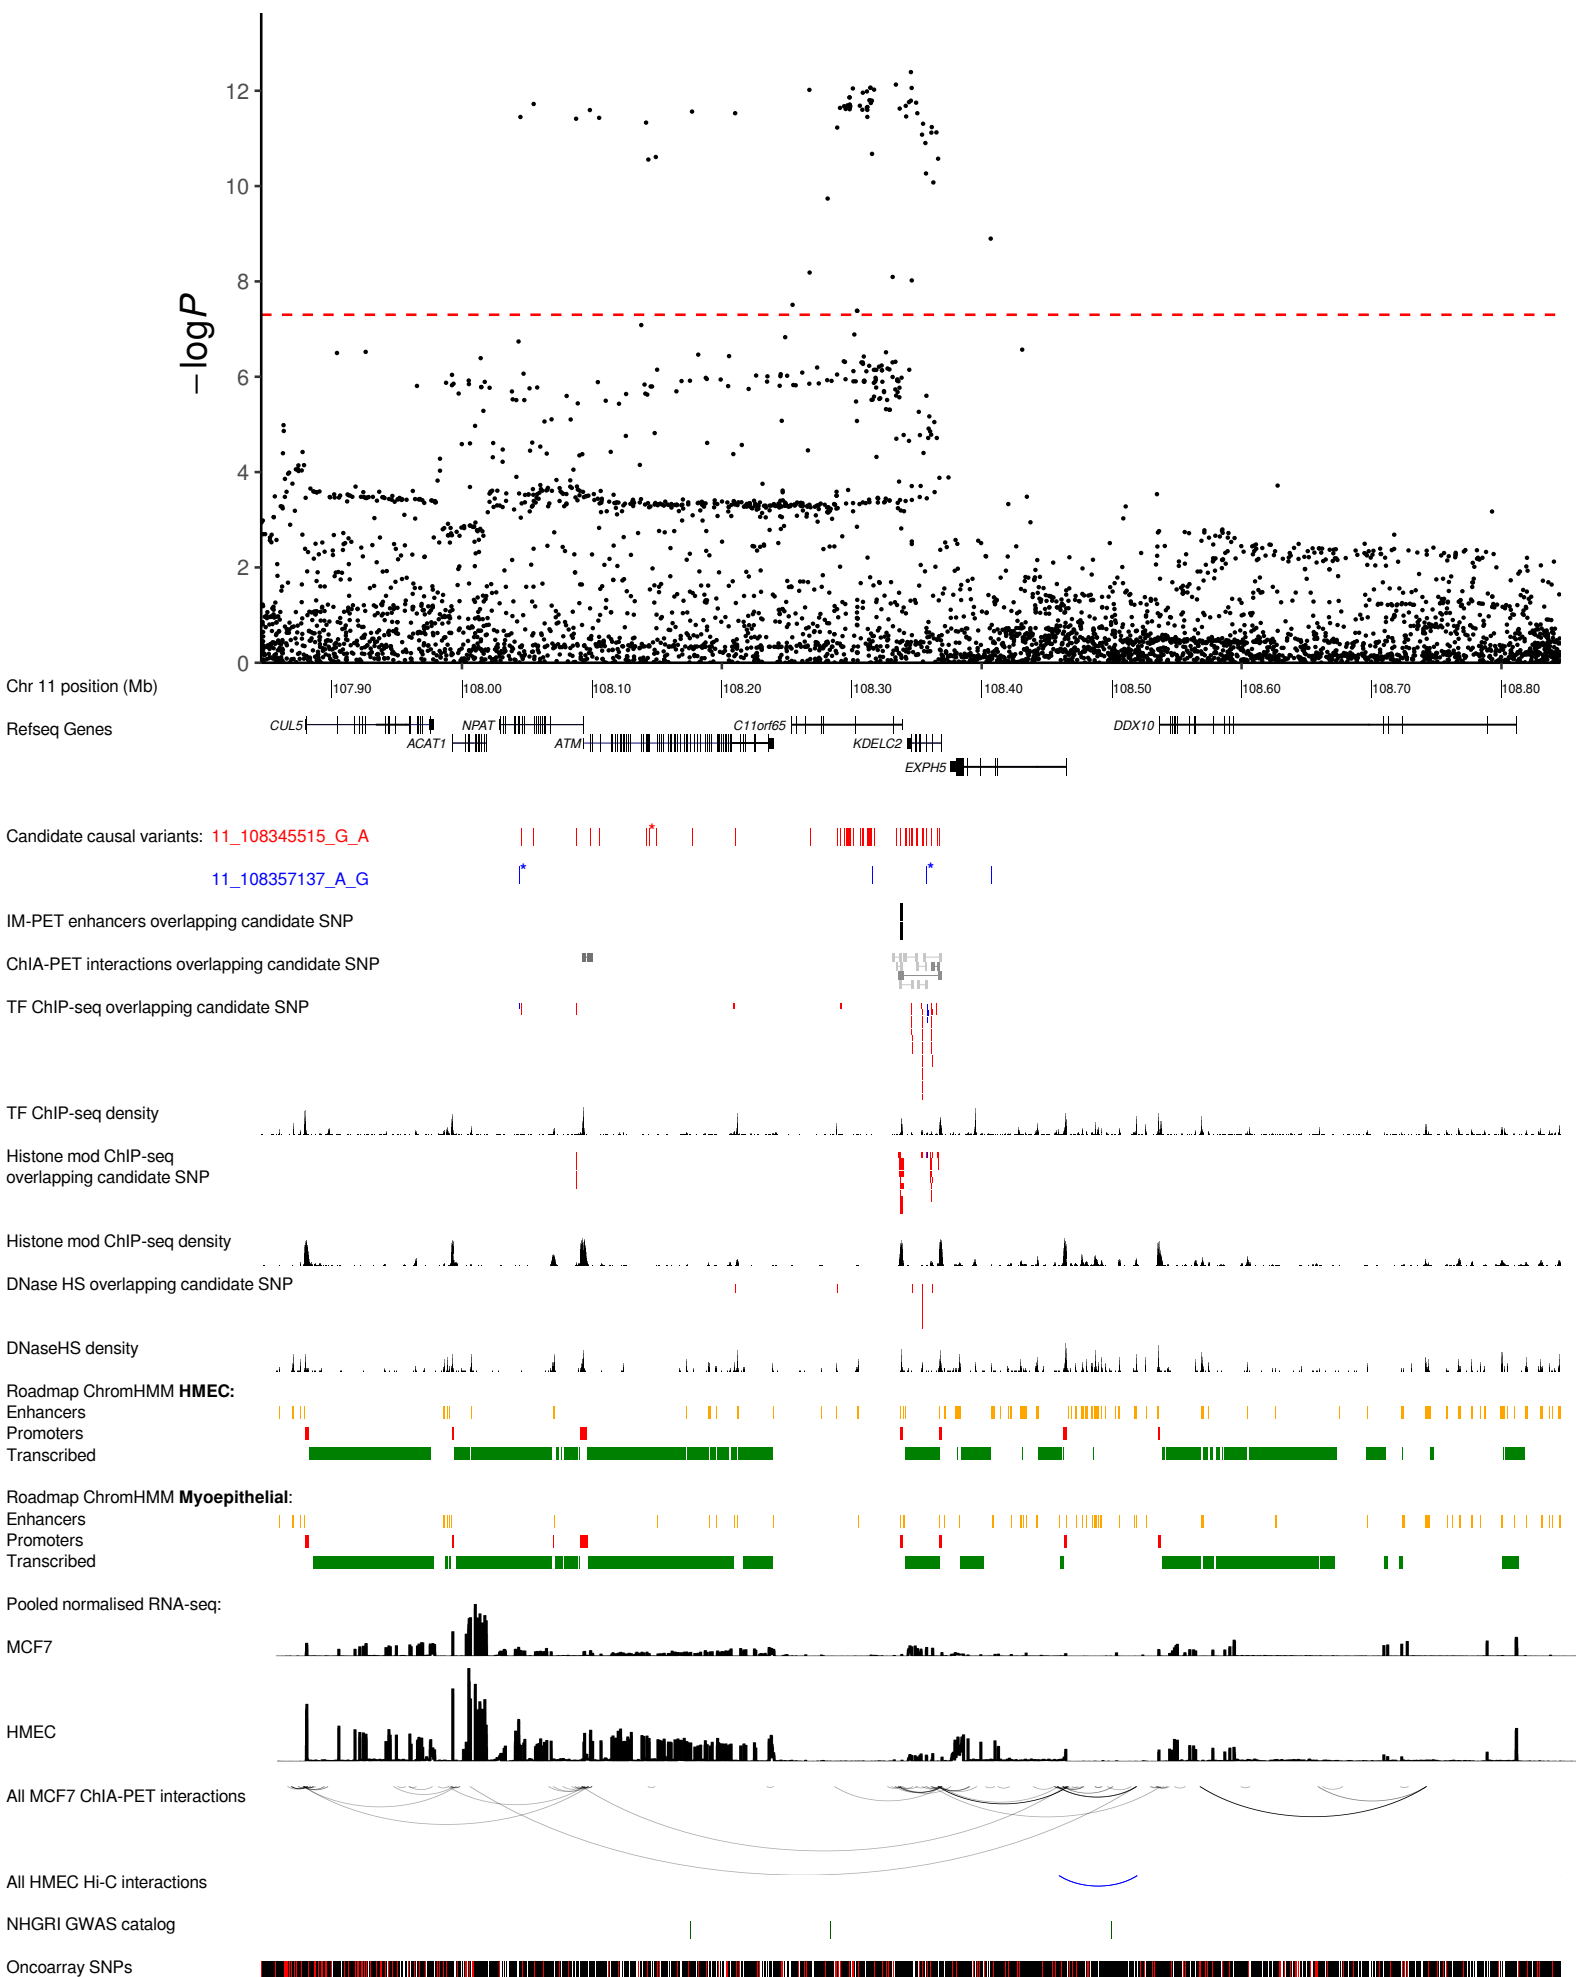 12
10
8
6
4
2
0
−logP
Chr 11 position (Mb)
107.90 108.00 108.10 108.20 108.30 108.40 108.50 108.60 108.70 108.80
Refseq Genes
CUL5 NPAT C11orf65 DDX10
ACAT1 ATM KDELC2
EXPH5
Candidate causal variants: 11_108345515_G_A
*
11_108357137_A_G
* *
IM-PET enhancers overlapping candidate SNP
ChIA-PET interactions overlapping candidate SNP
TF ChIP-seq overlapping candidate SNP
TF ChIP-seq density
Histone mod ChIP-seq
overlapping candidate SNP
Histone mod ChIP-seq density
DNase HS overlapping candidate SNP
DNaseHS density
Roadmap ChromHMM HMEC:
Enhancers
Promoters
Transcribed
Roadmap ChromHMM Myoepithelial:
Enhancers
Promoters
Transcribed
Pooled normalised RNA-seq:
MCF7
HMEC
All MCF7 ChIA-PET interactions
All HMEC Hi-C interactions
NHGRI GWAS catalog
Oncoarray SNPs